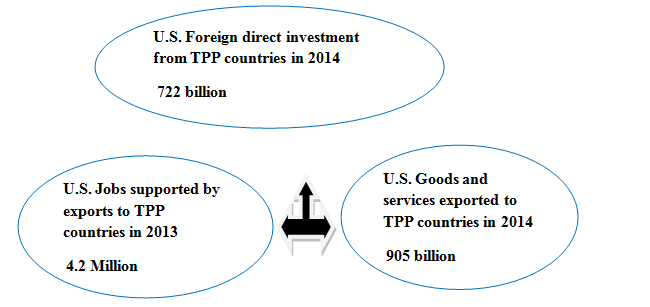 U.S. Foreign direct investment
from TPP countries in 2014
722 billion
U.S. Jobs supported by
exports to TPP
countries in 2013
4.2 Million
U.S. Goods and
services exported to
TPP countries in 2014
905 billion